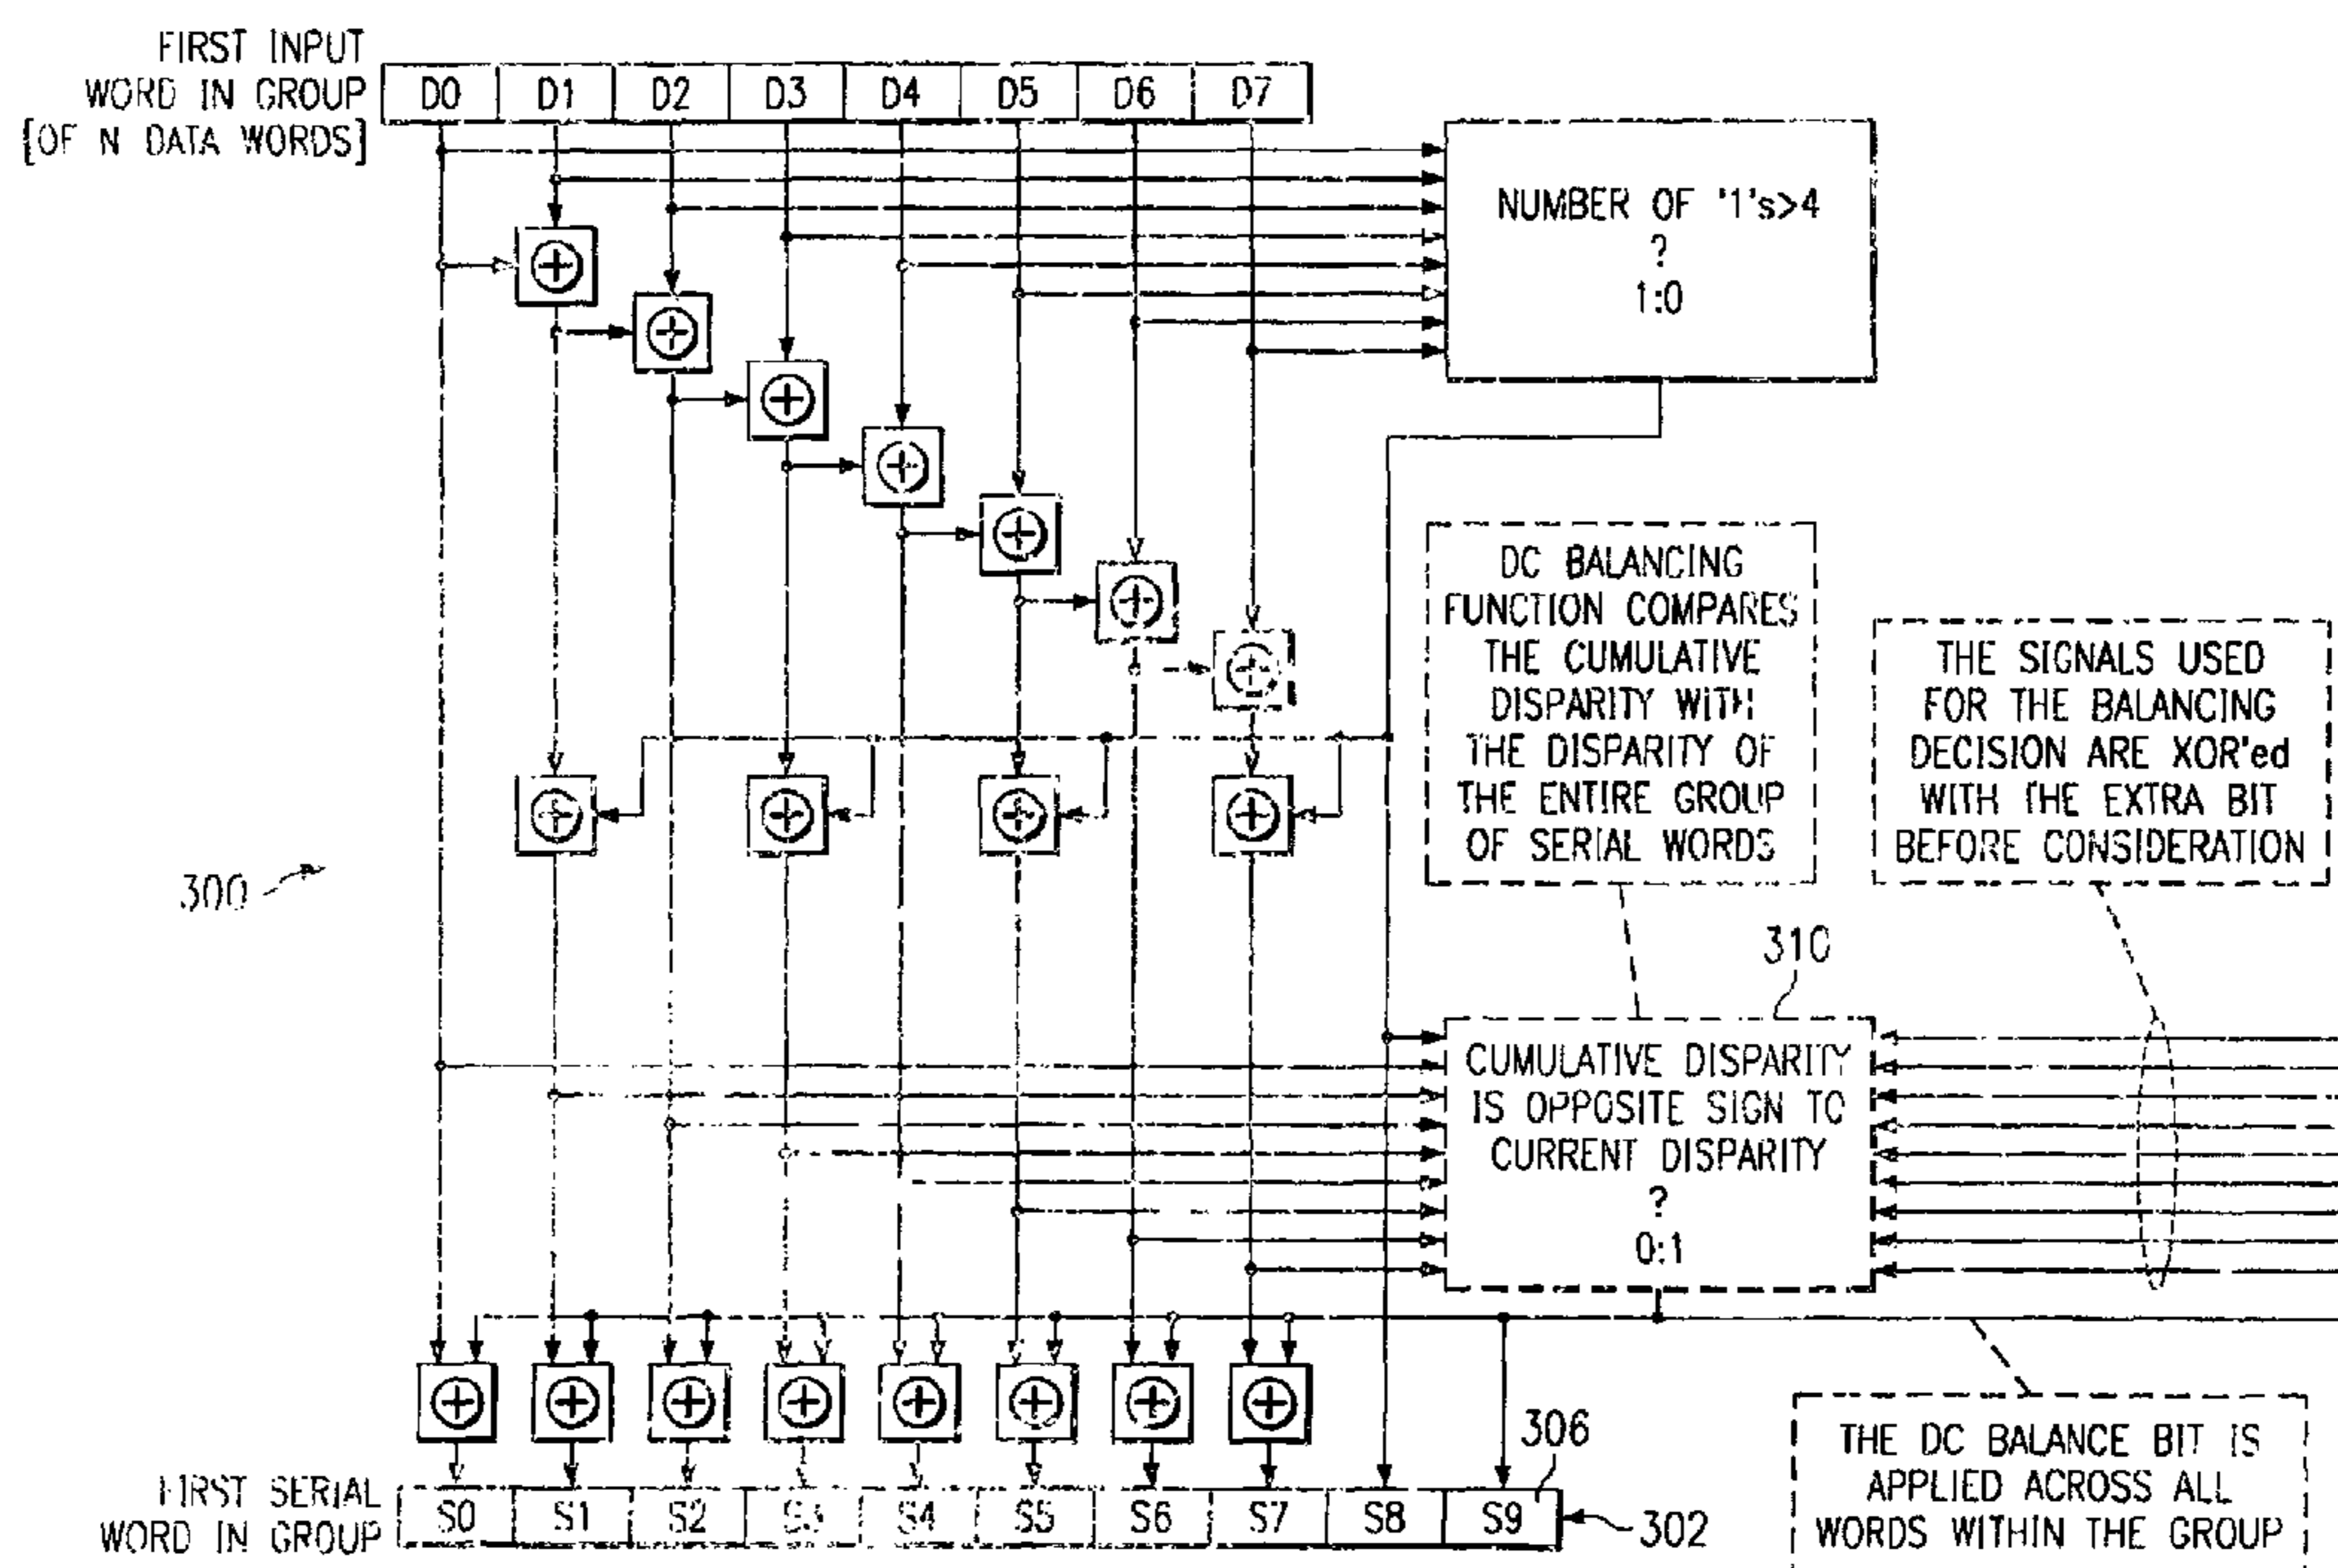 FIRST INPUT
WORD IN GROUP
[OF N DATA WORDS]
D0 D1 D2 D3 D4 D5 D6 D7
NUMBER OF '1's>4
?
1:0
DC BALANCING
FUNCTION COMPARES
THE CUMULATIVE
DISPARITY WITH
THE DISPARITY OF
THE ENTIRE GROUP
OF SERIAL WORDS
THE SIGNALS USED
FOR THE BALANCING
DECISION ARE XOR'ed
WITH THE EXTRA BIT
BEFORE CONSIDERATION
300
310
CUMULATIVE DISPARITY
IS OPPOSITE SIGN TO
CURRENT DISPARITY
?
0:1
306
FIRST SERIAL
WORD IN GROUP
S0 S1 S2 S3 S4 S5 S6 S7 S8 S9
302
THE DC BALANCE BIT IS
APPLIED ACROSS ALL
WORDS WITHIN THE GROUP